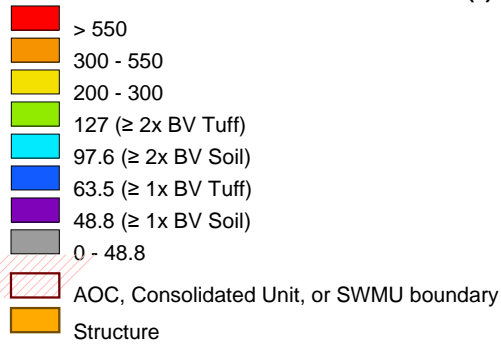 > 550
300 - 550
200 - 300
127 (≥ 2x BV Tuff)
97.6 (≥ 2x BV Soil)
63.5 (≥ 1x BV Tuff)
48.8 (≥ 1x BV Soil)
0 - 48.8
AOC, Consolidated Unit, or SWMU boundary
Structure